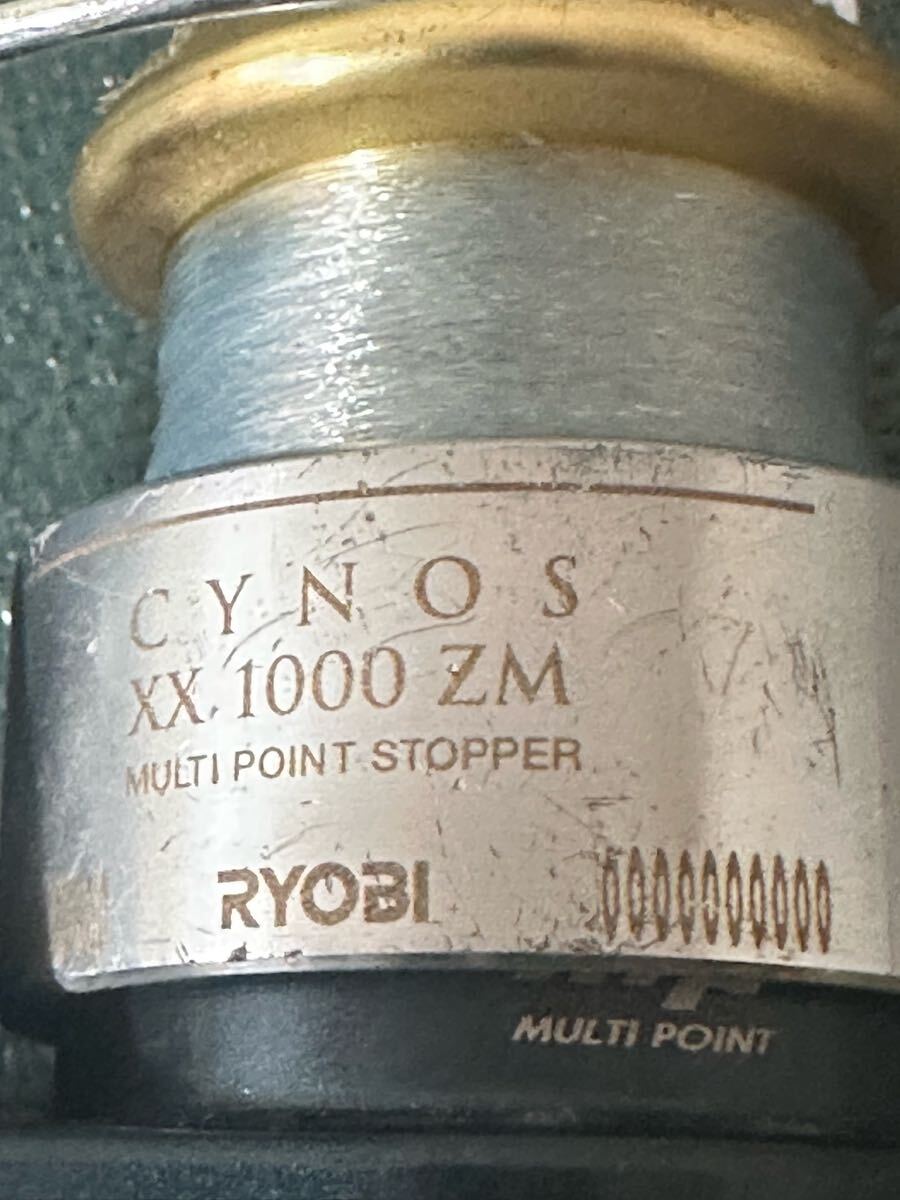 CYNOS
XX 1000 ZM
MULTI POINT STOPPER
RYOBI
MULTI POINT